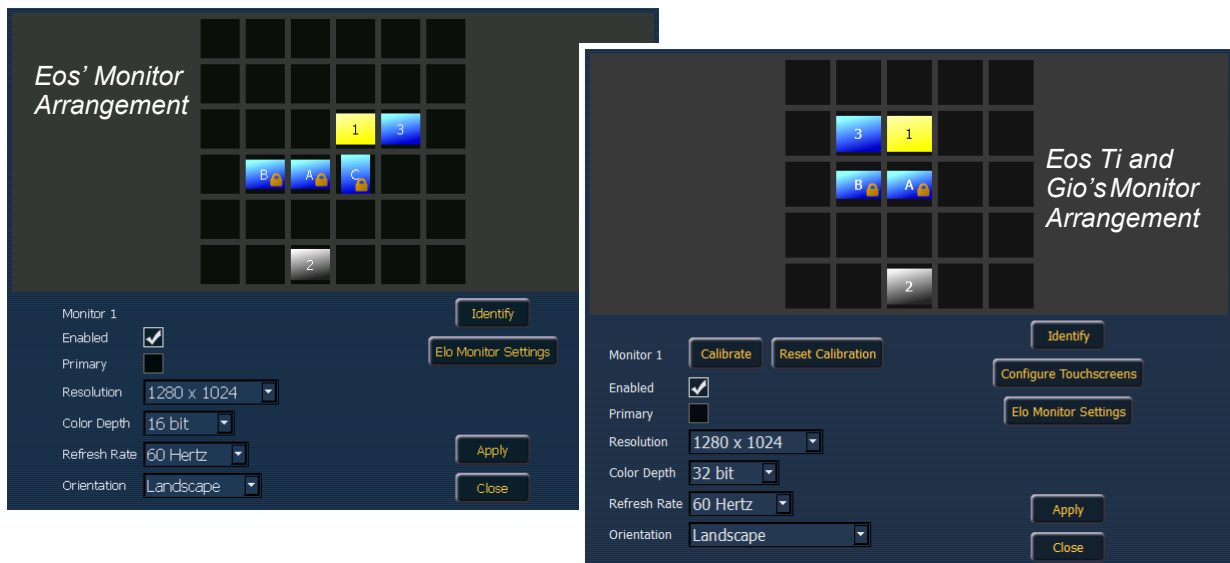 Eos' Monitor
Arrangement
1 3
B A C
2
Monitor 1
Identify
Enabled
Elo Monitor Settings
Primary
Resolution 1280 x 1024
Color Depth 16 bit
Refresh Rate 60 Hertz
Apply
Orientation Landscape
Close
3 1
B A
2
Eos Ti and
Gio's Monitor
Arrangement
Identify
Monitor 1 Calibrate Reset Calibration
Configure Touchscreens
Enabled
Primary
Elo Monitor Settings
Resolution 1280 x 1024
Color Depth 32 bit
Refresh Rate 60 Hertz
Apply
Orientation Landscape
Close